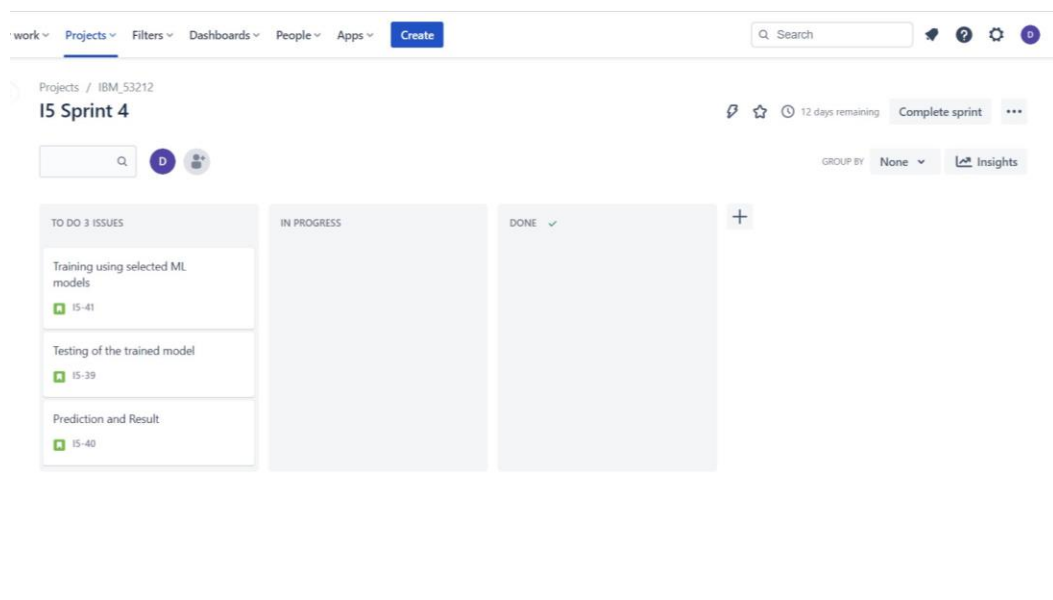 work Projects Filters Dashboards People Apps Create Search D
Projects / IBM_53212
I5 Sprint 4
12 days remaining Complete sprint
D GROUP BY None Insights
TO DO 3 ISSUES IN PROGRESS DONE
Training using selected ML
models
I5-41
Testing of the trained model
I5-39
Prediction and Result
I5-40